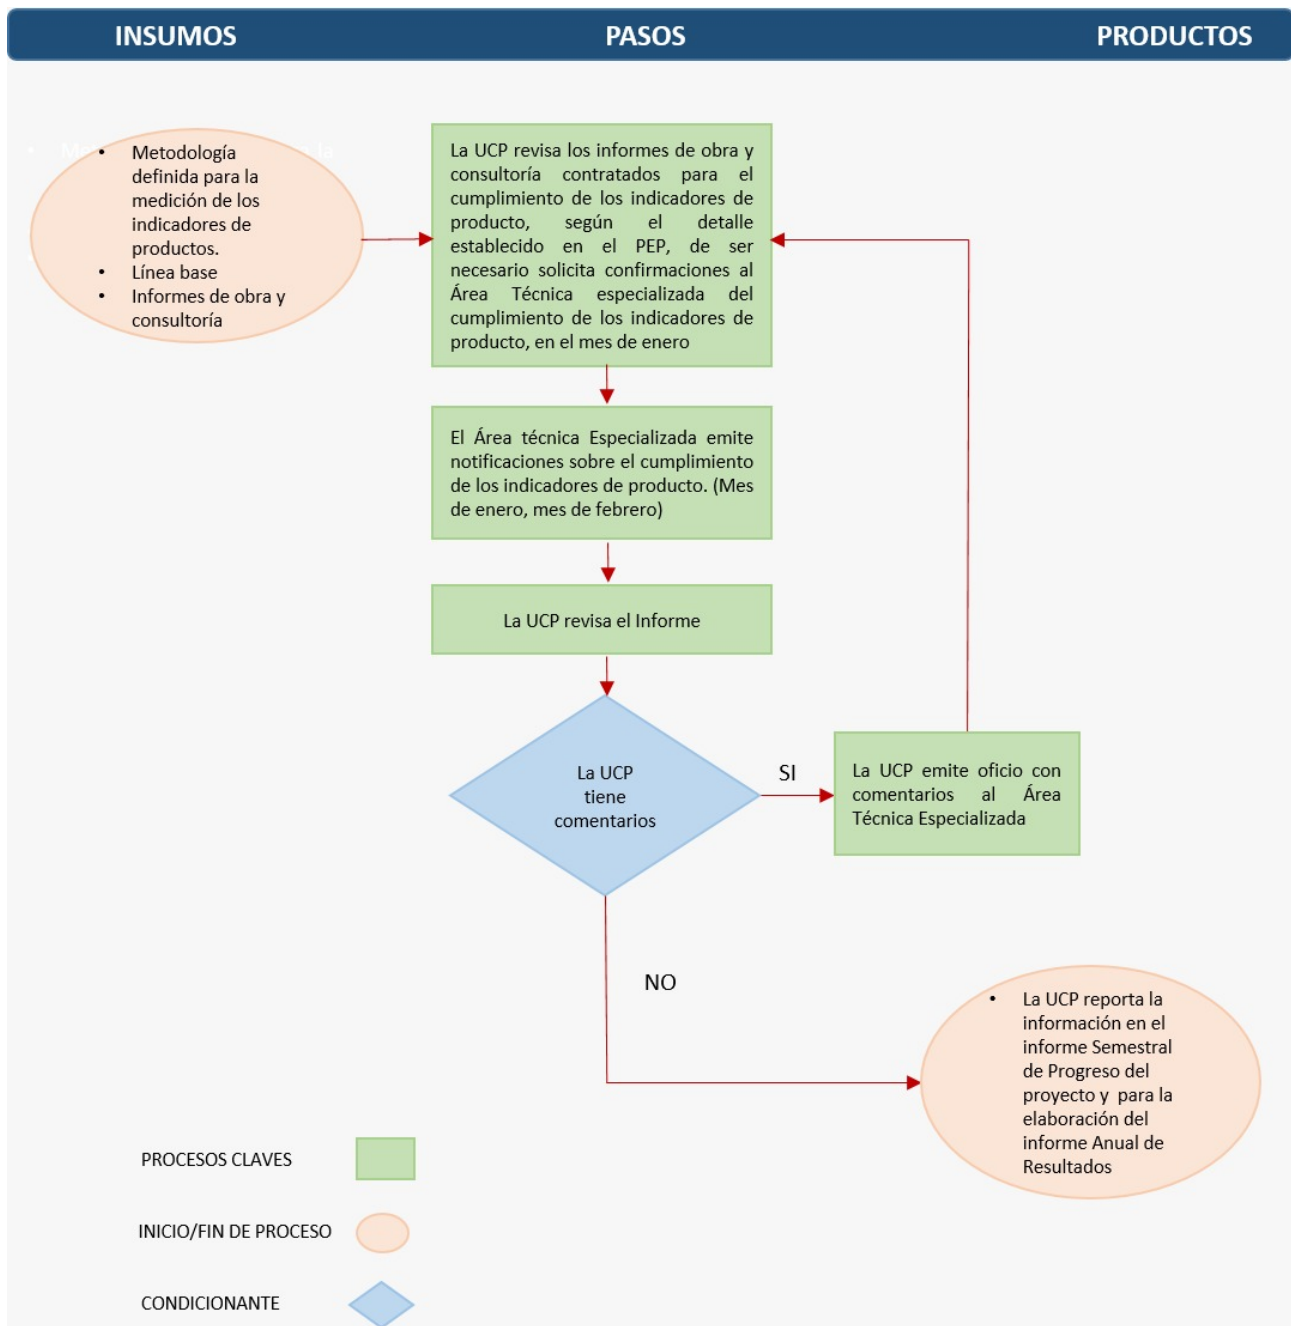 INSUMOS PASOS PRODUCTOS
• Metodología
definida para la
medición de los
indicadores de
productos.
• Línea base
• Informes de obra y
consultoría
La UCP revisa los informes de obra y
consultoría contratados para el
cumplimiento de los indicadores de
producto, según el detalle
establecido en el PEP, de ser
necesario solicita confirmaciones al
Área Técnica especializada del
cumplimiento de los indicadores de
producto, en el mes de enero
El Área técnica Especializada emite
notificaciones sobre el cumplimiento
de los indicadores de producto. (Mes
de enero, mes de febrero)
La UCP revisa el Informe
La UCP
tiene
comentarios
SI
La UCP emite oficio con
comentarios al Área
Técnica Especializada
NO
• La UCP reporta la
información en el
informe Semestral
de Progreso del
proyecto y para la
elaboración del
informe Anual de
Resultados
PROCESOS CLAVES
INICIO/FIN DE PROCESO
CONDICIONANTE